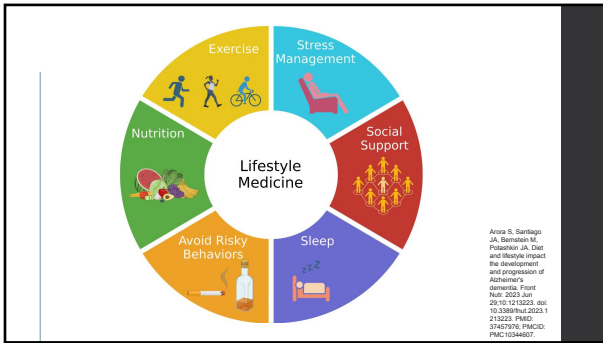 Exercise
Stress
Management
Nutrition
Social
Support
Lifestyle
Medicine
Avoid Risky
Behaviors
Sleep
zzZ
Arora S, Santiago
JA, Bernstein M,
Potashkin JA. Diet
and lifestyle impact
the development
and progression of
Alzheimer's
dementia. Front
Nutr. 2023 Jun
29;10:1213223. doi:
10.3389/fnut.2023.1
213223. PMID:
37457976; PMCID:
PMC10344607.